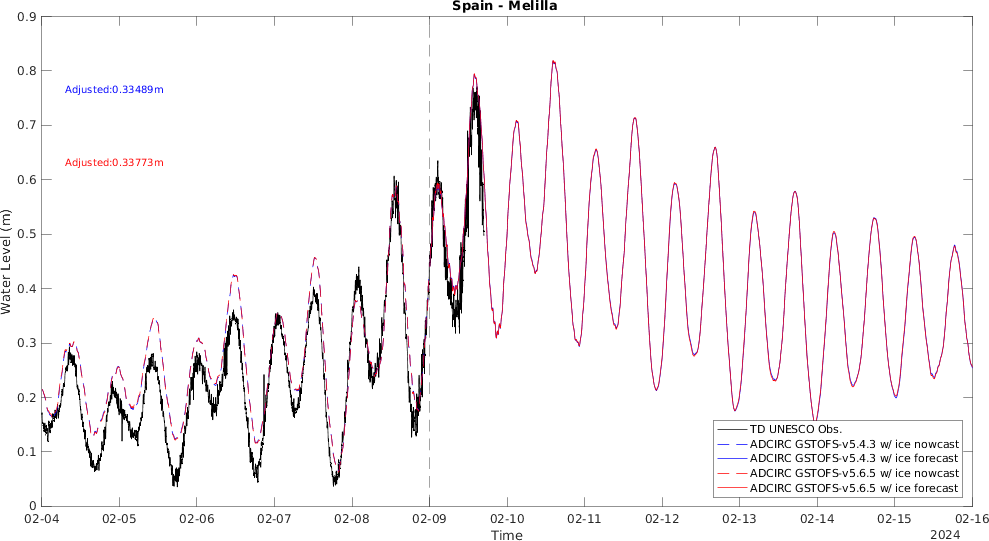 Spain - Melilla
0.9
0.8
0.7
0.6
0.5
0.4
0.3
0.2
0.1
0
Water Level (m)
Adjusted:0.33489m
Adjusted:0.33773m
TD UNESCO Obs.
ADCIRC GSTOFS-v5.4.3 w/ ice nowcast
ADCIRC GSTOFS-v5.4.3 w/ ice forecast
ADCIRC GSTOFS-v5.6.5 w/ ice nowcast
ADCIRC GSTOFS-v5.6.5 w/ ice forecast
02-04 02-05 02-06 02-07 02-08 02-09 02-10 02-11 02-12 02-13 02-14 02-15 02-16
Time
2024